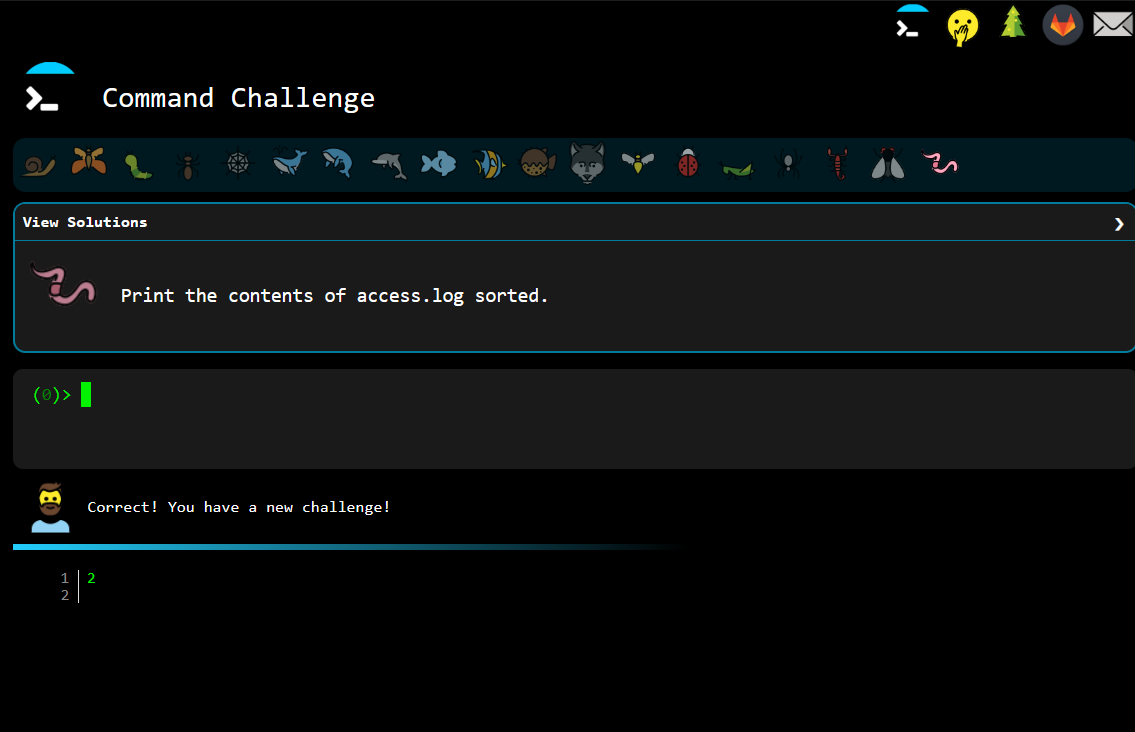 Command Challenge
View Solutions
Print the contents of access.log sorted.
(0)>
Correct! You have a new challenge!
1 2
2